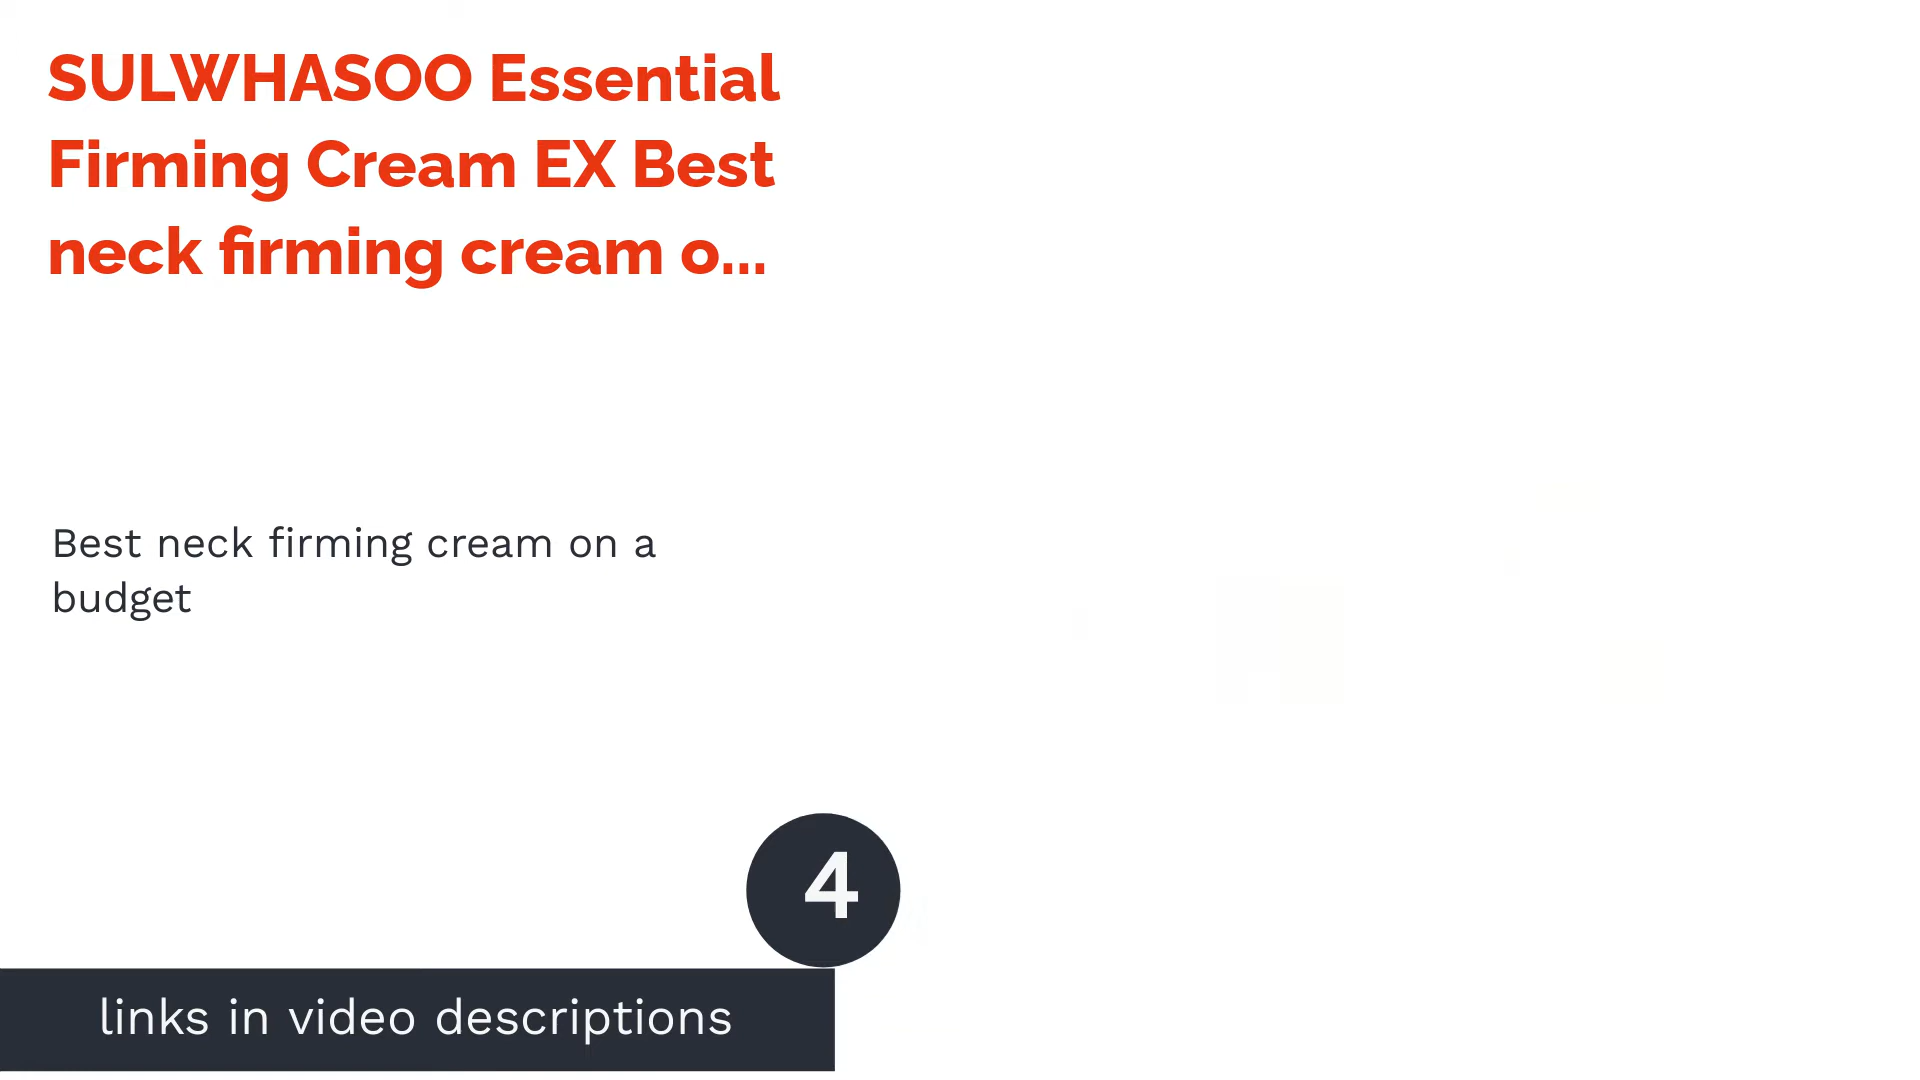 SULWHASOO Essential
Firming Cream EX Best
neck firming cream o...
Best neck firming cream on a
budget
4
links in video descriptions